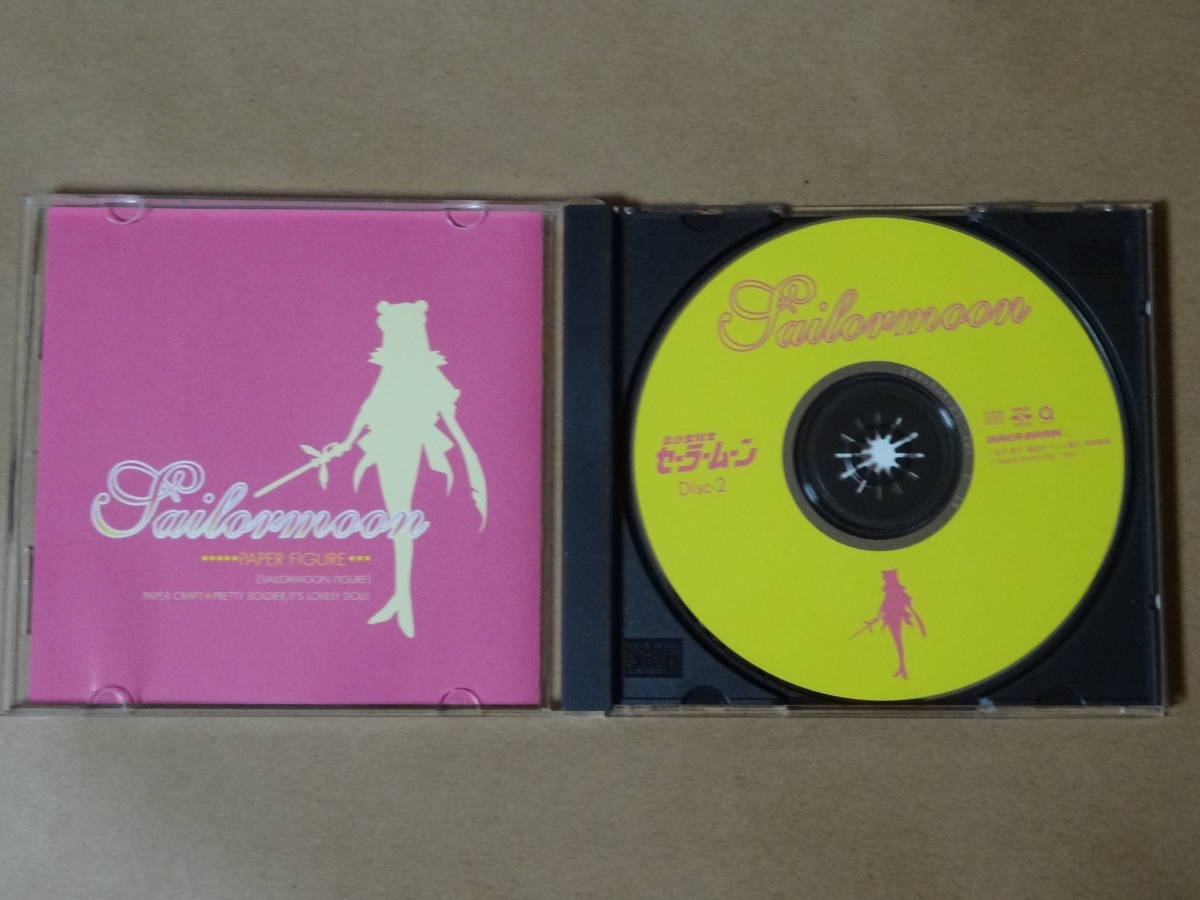 Sailormoon
PAPER FIGURE
[SAILORMOON FIGURE]
PAPER CRAFT★PRETTY SOLDIER, IT'S LOVELY DOLL!
Sailormoon
美少女戦士
セーラームーン
Disc-2
INNER BRAIN